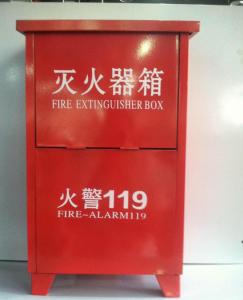 灭火器箱
FIRE EXTINGUISHER BOX
火警119
FIRE~ALARM119